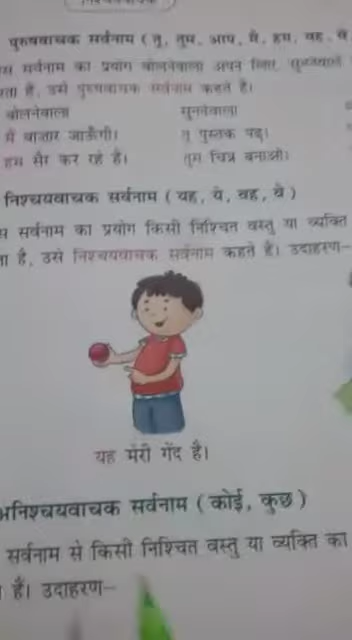 पुरुषवाचक सर्वनाम ( तू, तुम, आप, मैं, हम, वह, वे
सर्वनाम का प्रयोग बोलनेवाला अपने लिए, सुननेवाले
है, उसे पुरुषवाचक सर्वनाम कहते हैं।
बोलनेवाला सुननेवाला
मैं बाज़ार जाऊँगी। तू पुस्तक पढ़।
हम सैर कर रहे हैं। तुम चित्र बनाओ।
निश्चयवाचक सर्वनाम ( यह, ये, वह, वे )
सर्वनाम का प्रयोग किसी निश्चित वस्तु या व्यक्ति
है, उसे निश्चयवाचक सर्वनाम कहते हैं। उदाहरण–
यह मेरी गेंद है।
अनिश्चयवाचक सर्वनाम ( कोई, कुछ )
सर्वनाम से किसी निश्चित वस्तु या व्यक्ति का
हैं। उदाहरण–